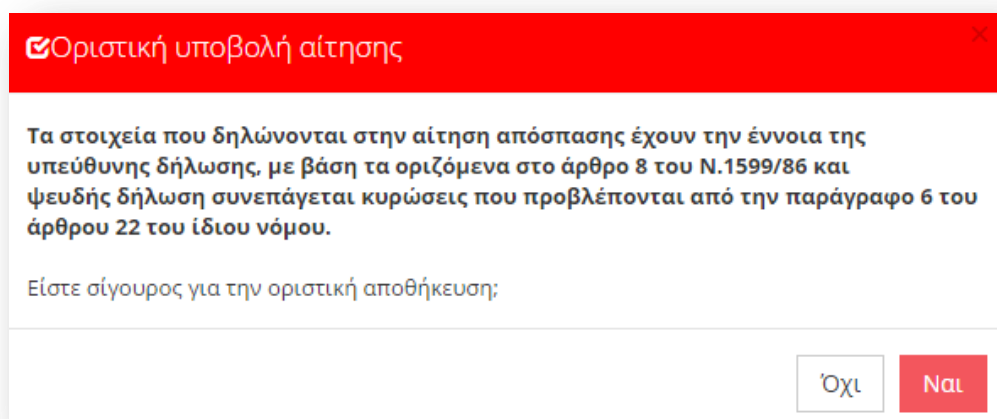 Οριστική υποβολή αίτησης
Τα στοιχεία που δηλώνονται στην αίτηση απόσπασης έχουν την έννοια της
υπεύθυνης δήλωσης, με βάση τα οριζόμενα στο άρθρο 8 του Ν.1599/86 και
ψευδής δήλωση συνεπάγεται κυρώσεις που προβλέπονται από την παράγραφο 6 του
άρθρου 22 του ίδιου νόμου.
Είστε σίγουρος για την οριστική αποθήκευση;
Όχι
Ναι